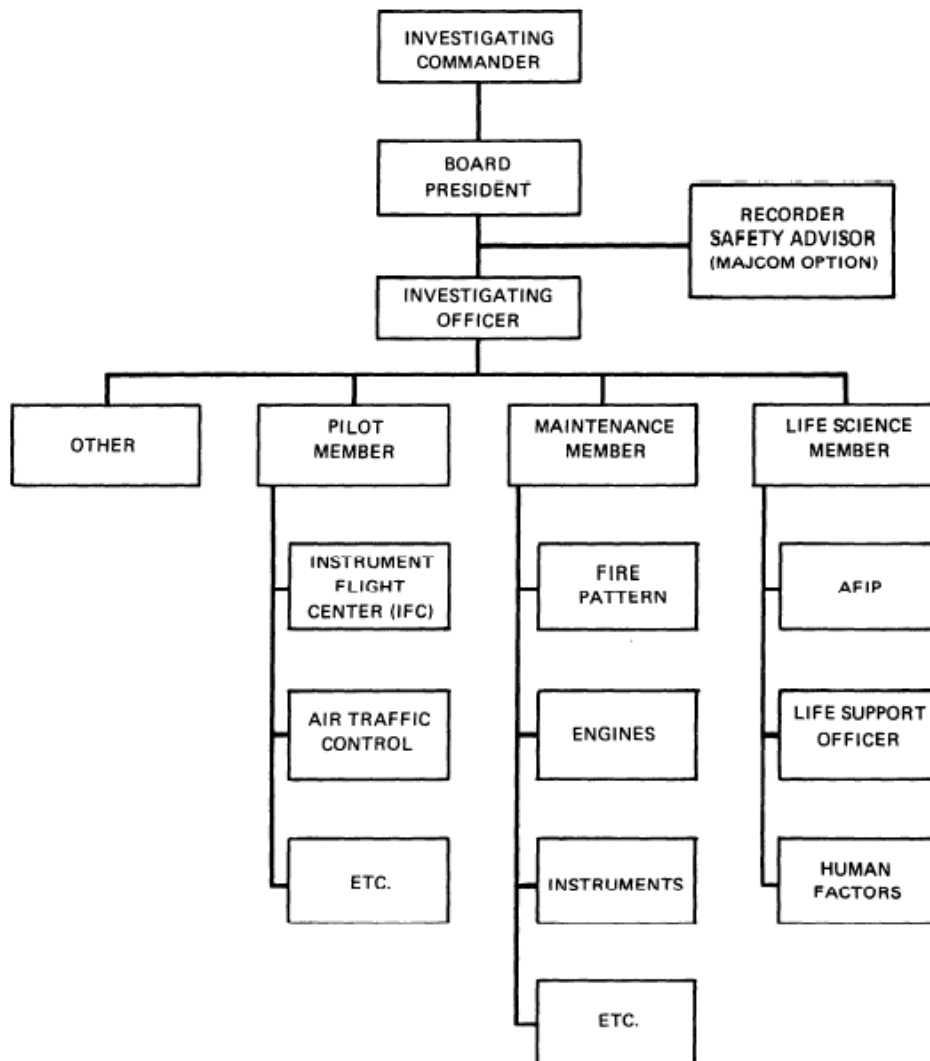 INVESTIGATING
COMMANDER
BOARD
PRESIDENT
RECORDER
SAFETY ADVISOR
(MAJCOM OPTION)
INVESTIGATING
OFFICER
OTHER
PILOT
MEMBER
MAINTENANCE
MEMBER
LIFE SCIENCE
MEMBER
INSTRUMENT
FLIGHT
CENTER (IFC)
FIRE
PATTERN
AFIP
AIR TRAFFIC
CONTROL
ENGINES
LIFE SUPPORT
OFFICER
ETC.
INSTRUMENTS
HUMAN
FACTORS
ETC.